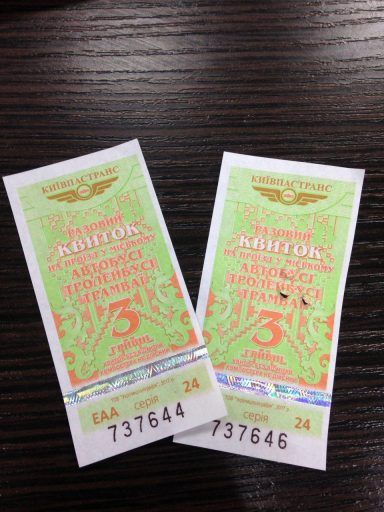 КИЇВПАСТРАНС
РАЗОВИЙ
КВИТОК
НА ПРОЇЗД У МІСЬКОМУ
АВТОБУСІ
ТРОЛЕЙБУСІ
ТРАМВАЇ
3
ГРИВНІ
ЕАА серія 24
737644
КИЇВПАСТРАНС
РАЗОВИЙ
КВИТОК
НА ПРОЇЗД У МІСЬКОМУ
АВТОБУСІ
ТРОЛЕЙБУСІ
ТРАМВАЇ
3
ГРИВНІ
серія 24
737646